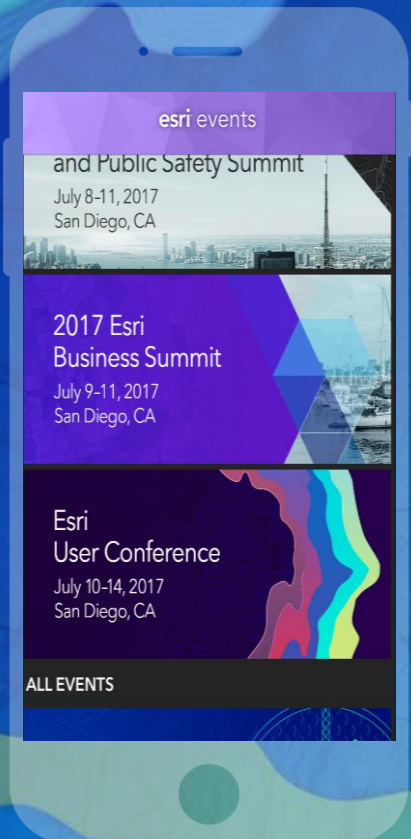 esri events
and Public Safety Summit
July 8-11, 2017
San Diego, CA
2017 Esri
Business Summit
July 9-11, 2017
San Diego, CA
Esri
User Conference
July 10-14, 2017
San Diego, CA
ALL EVENTS